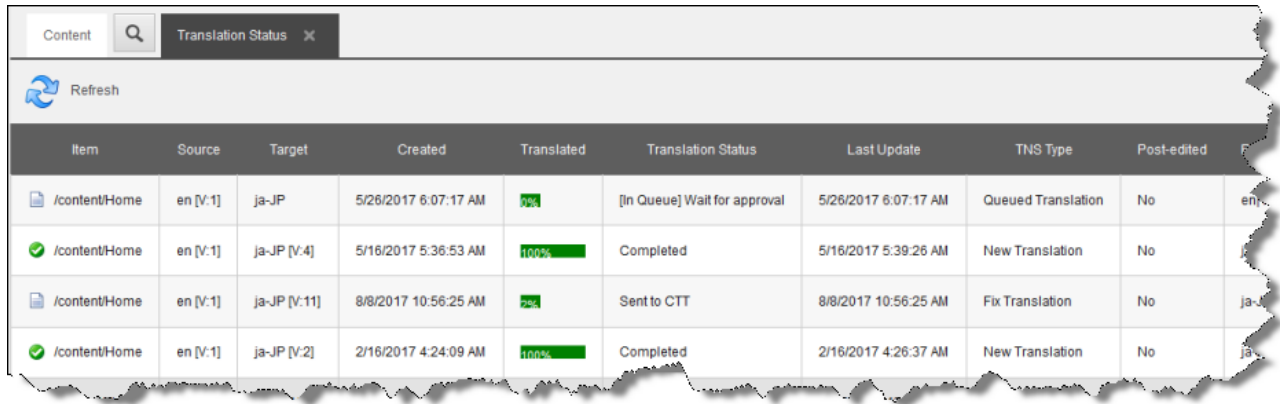 Content Translation Status
Refresh
Item Source Target Created Translated Translation Status Last Update TNS Type Post-edited
/content/Home en [V:1] ja-JP 5/26/2017 6:07:17 AM 0% [In Queue] Wait for approval 5/26/2017 6:07:17 AM Queued Translation No en[
/content/Home en [V:1] ja-JP [V:4] 5/16/2017 5:36:53 AM 100% Completed 5/16/2017 5:39:26 AM New Translation No
/content/Home en [V:1] ja-JP [V:11] 8/8/2017 10:56:25 AM 2% Sent to CTT 8/8/2017 10:56:25 AM Fix Translation No
/content/Home en [V:1] ja-JP [V:2] 2/16/2017 4:24:09 AM 100% Completed 2/16/2017 4:26:37 AM New Translation No